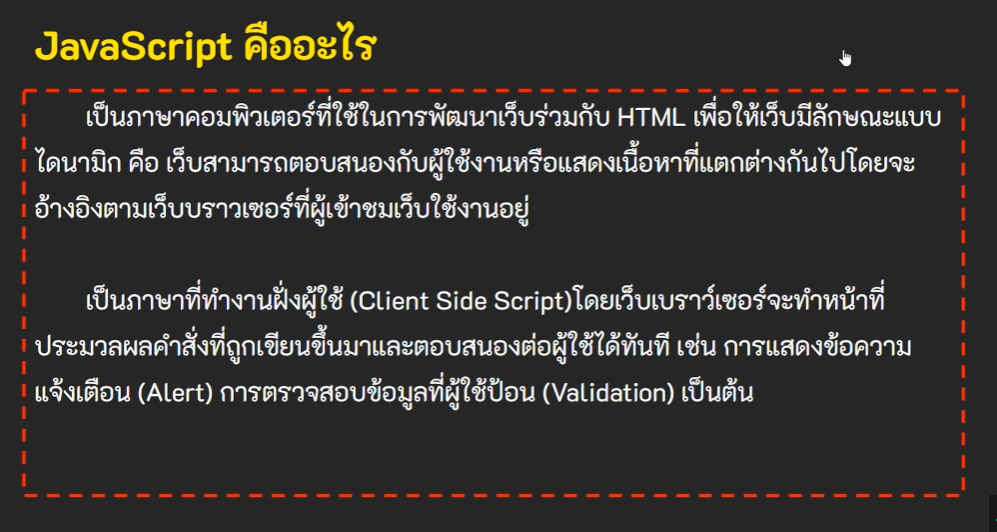 JavaScript คืออะไร
เป็นภาษาคอมพิวเตอร์ที่ใช้ในการพัฒนาเว็บร่วมกับ HTML เพื่อให้เว็บมีลักษณะแบบ
ไดนามิก คือ เว็บสามารถตอบสนองกับผู้ใช้งานหรือแสดงเนื้อหาที่แตกต่างกันไปโดยจะ
อ้างอิงตามเว็บบราวเซอร์ที่ผู้เข้าชมเว็บใช้งานอยู่
เป็นภาษาที่ทำงานฝั่งผู้ใช้ (Client Side Script)โดยเว็บเบราว์เซอร์จะทำหน้าที่
ประมวลผลคำสั่งที่ถูกเขียนขึ้นมาและตอบสนองต่อผู้ใช้ได้ทันที เช่น การแสดงข้อความ
แจ้งเตือน (Alert) การตรวจสอบข้อมูลที่ผู้ใช้ป้อน (Validation) เป็นต้น